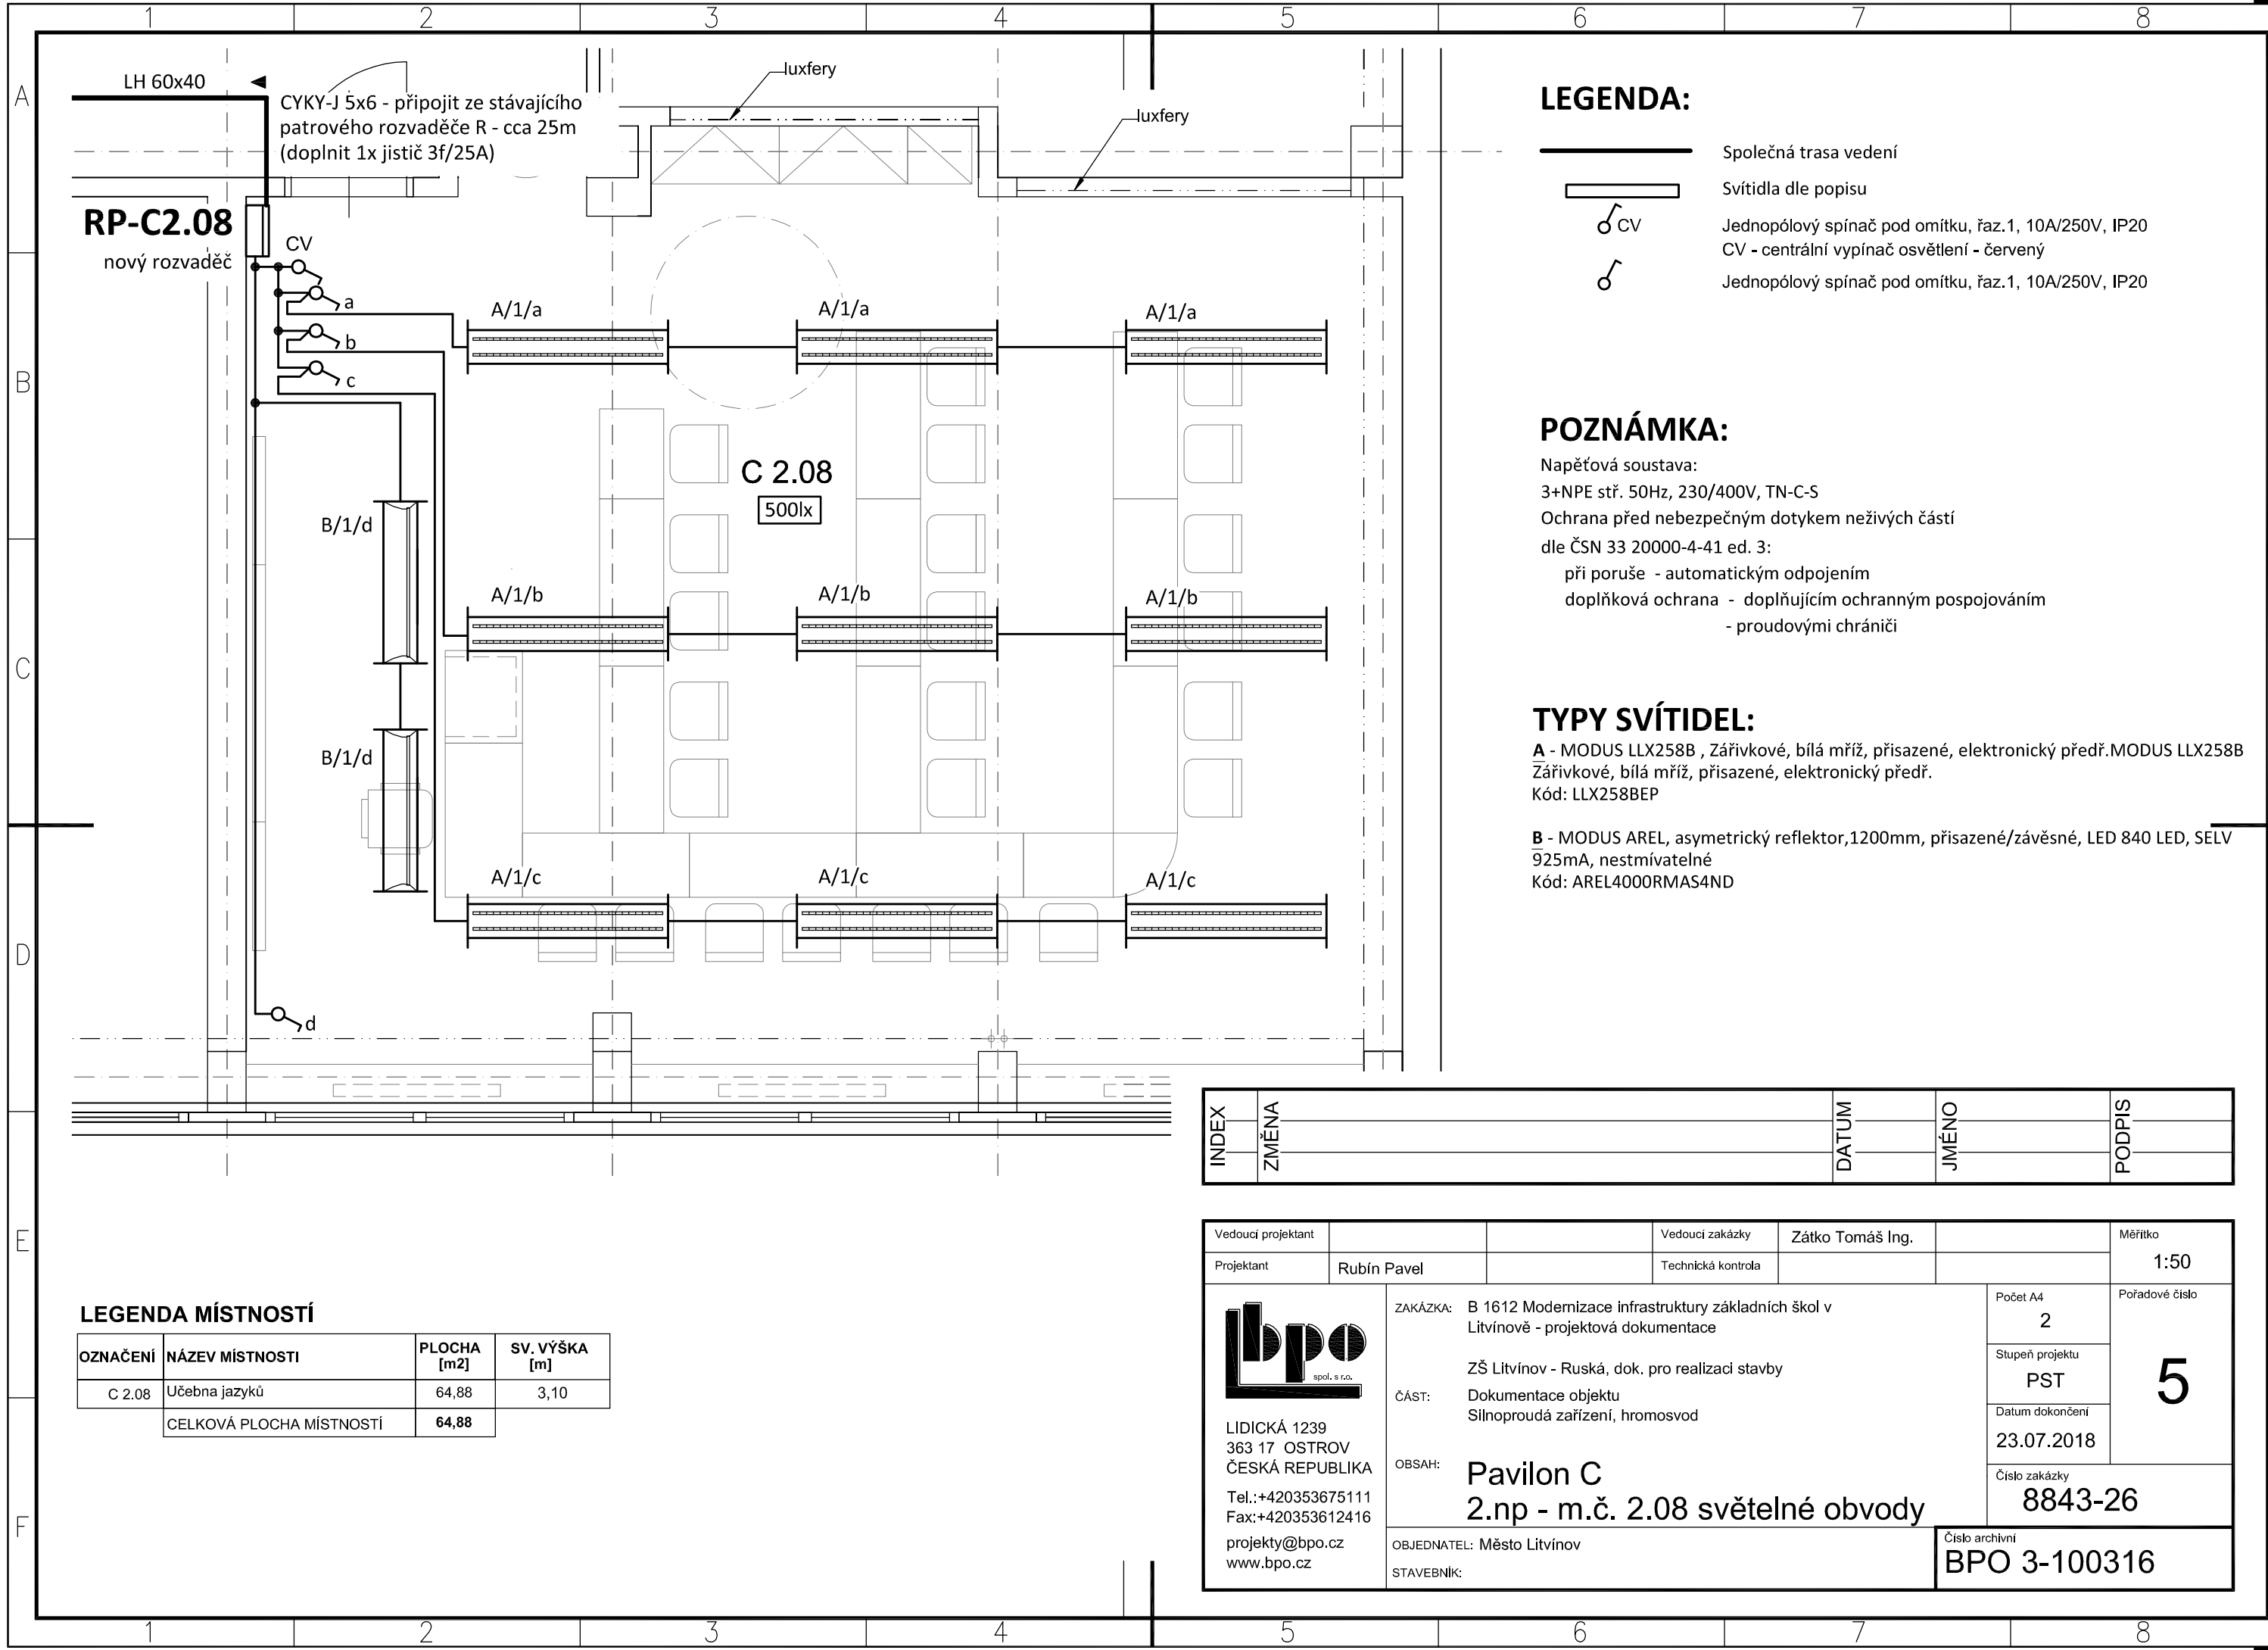 1 2 3 4 5 6 7 8
A
B
C
D
E
F
LH 60x40
CYKY-J 5x6 - připojit ze stávajícího
patrového rozvaděče R - cca 25m
(doplnit 1x jistič 3f/25A)
luxfery
luxfery
RP-C2.08
nový rozvaděč
CV
a
b
c
A/1/a
A/1/a
A/1/a
C 2.08
500lx
B/1/d
A/1/b
A/1/b
A/1/b
B/1/d
A/1/c
A/1/c
A/1/c
d
LEGENDA:
Společná trasa vedení
Svítidla dle popisu
CV
Jednopólový spínač pod omítku, řaz.1, 10A/250V, IP20
CV - centrální vypínač osvětlení - červený
Jednopólový spínač pod omítku, řaz.1, 10A/250V, IP20
POZNÁMKA:
Napěťová soustava:
3+NPE stř. 50Hz, 230/400V, TN-C-S
Ochrana před nebezpečným dotykem neživých částí
dle ČSN 33 20000-4-41 ed. 3:
při poruše - automatickým odpojením
doplňková ochrana - doplňujícím ochranným pospojováním
- proudovými chrániči
TYPY SVÍTIDEL:
A - MODUS LLX258B , Zářivkové, bílá mříž, přisazené, elektronický předř.MODUS LLX258B
Zářivkové, bílá mříž, přisazené, elektronický předř.
Kód: LLX258BEP
B - MODUS AREL, asymetrický reflektor,1200mm, přisazené/závěsné, LED 840 LED, SELV
925mA, nestmívatelné
Kód: AREL4000RMAS4ND
INDEX
ZMĚNA
DATUM
JMÉNO
PODPIS
Vedoucí projektant
Vedoucí zakázky
Zátko Tomáš Ing.
Měřítko
1:50
Projektant
Rubín Pavel
Technická kontrola
bpo
spol. s r.o.
LIDICKÁ 1239
363 17 OSTROV
ČESKÁ REPUBLIKA
Tel.:+420353675111
Fax:+420353612416
projekty@bpo.cz
www.bpo.cz
ZAKÁZKA: B 1612 Modernizace infrastruktury základních škol v
Litvínově - projektová dokumentace
ZŠ Litvínov - Ruská, dok. pro realizaci stavby
ČÁST: Dokumentace objektu
Silnoproudá zařízení, hromosvod
OBSAH: Pavilon C
2.np - m.č. 2.08 světelné obvody
OBJEDNATEL: Město Litvínov
STAVEBNÍK:
Počet A4
2
Stupeň projektu
PST
Datum dokončení
23.07.2018
Pořadové číslo
5
Číslo zakázky
8843-26
Číslo archivní
BPO 3-100316
LEGENDA MÍSTNOSTÍ
OZNAČENÍ NÁZEV MÍSTNOSTI PLOCHA [m2] SV. VÝŠKA [m]
C 2.08 Učebna jazyků 64,88 3,10
CELKOVÁ PLOCHA MÍSTNOSTÍ 64,88
1 2 3 4 5 6 7 8